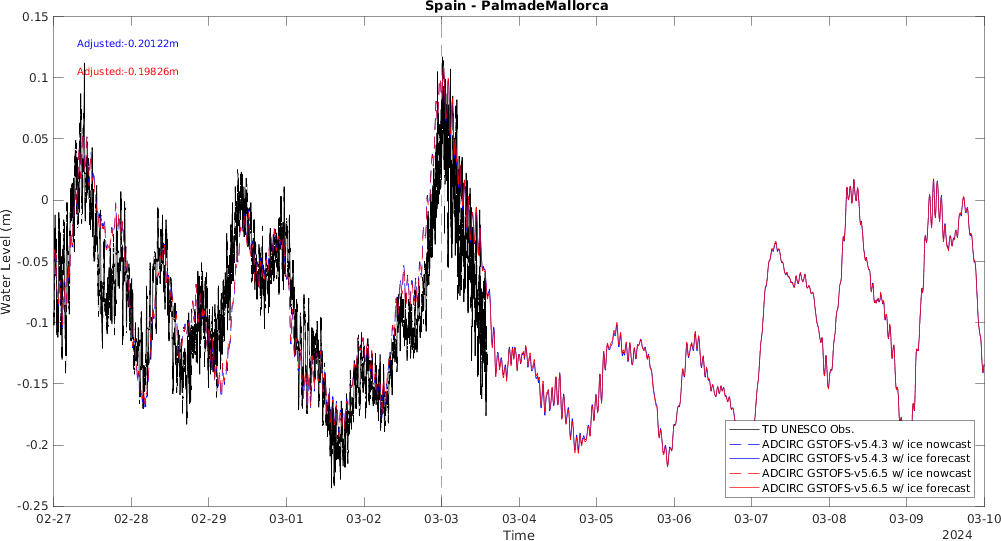 Spain - PalmadeMallorca
0.15
Adjusted:-0.20122m
Adjusted:-0.19826m
0.1
0.05
0
-0.05
-0.1
-0.15
-0.2
-0.25
Water Level (m)
TD UNESCO Obs.
ADCIRC GSTOFS-v5.4.3 w/ ice nowcast
ADCIRC GSTOFS-v5.4.3 w/ ice forecast
ADCIRC GSTOFS-v5.6.5 w/ ice nowcast
ADCIRC GSTOFS-v5.6.5 w/ ice forecast
02-27 02-28 02-29 03-01 03-02 03-03 03-04 03-05 03-06 03-07 03-08 03-09 03-10
Time
2024